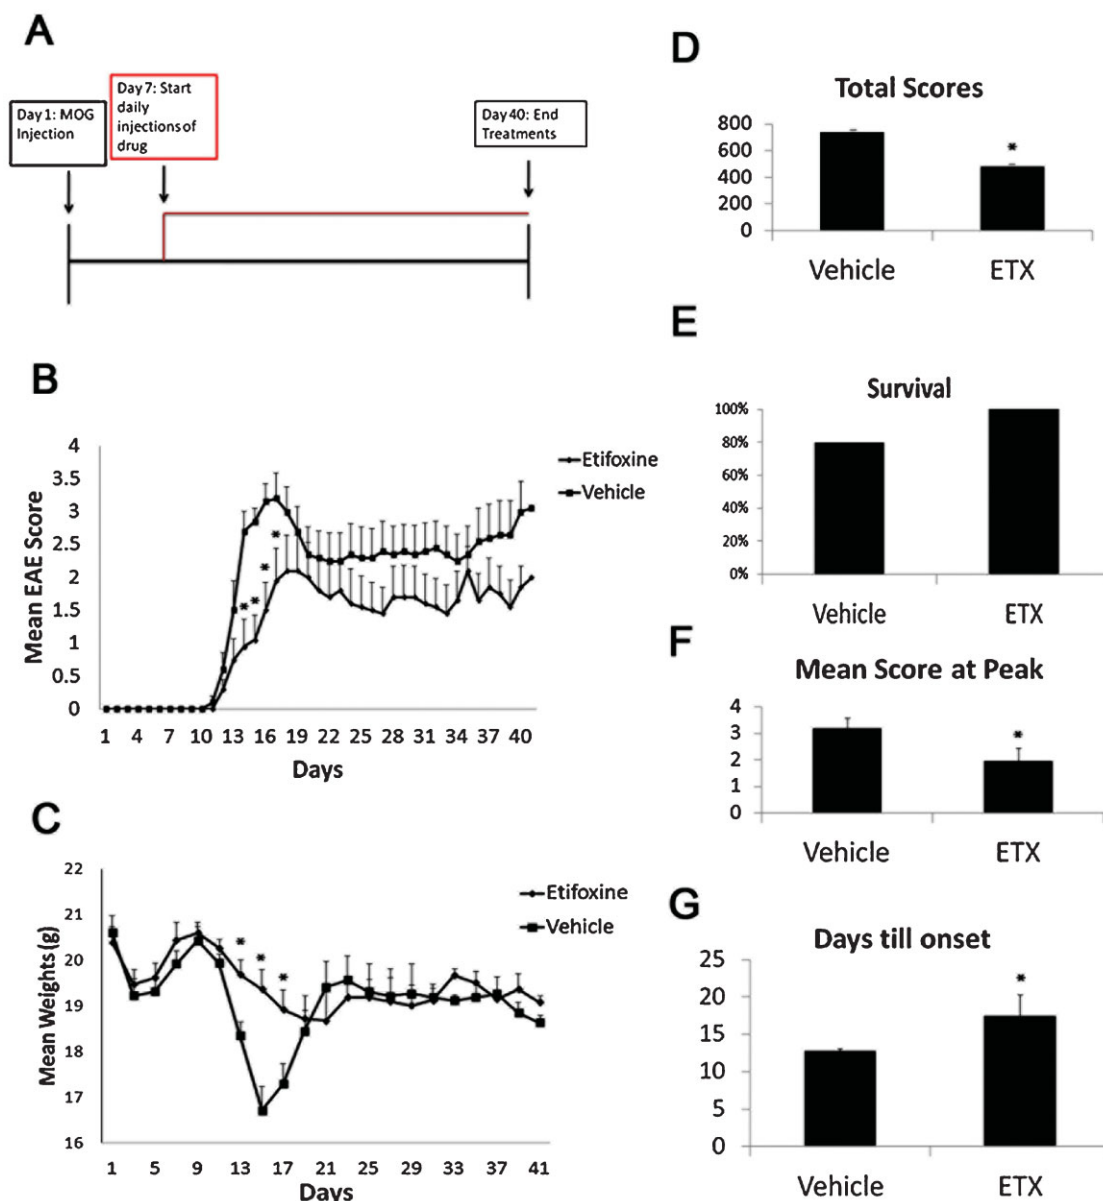 A
Day 1: MOG
Injection
Day 7: Start
daily
injections of
drug
Day 40: End
Treatments
B
4
3.5
3
2.5
2
1.5
1
0.5
0
Mean EAE Score
Etifoxine
Vehicle
* * * *
1 4 7 10 13 16 19 22 25 28 31 34 37 40
Days
C
22
21
20
19
18
17
16
Mean Weights (g)
Etifoxine
Vehicle
* * *
1 5 9 13 17 21 25 29 33 37 41
Days
D
Total Scores
800
600
400
200
0
*
Vehicle ETX
E
Survival
100%
80%
60%
40%
20%
0%
Vehicle ETX
F
Mean Score at Peak
4
3
2
1
0
*
Vehicle ETX
G
Days till onset
25
20
15
10
5
0
*
Vehicle ETX